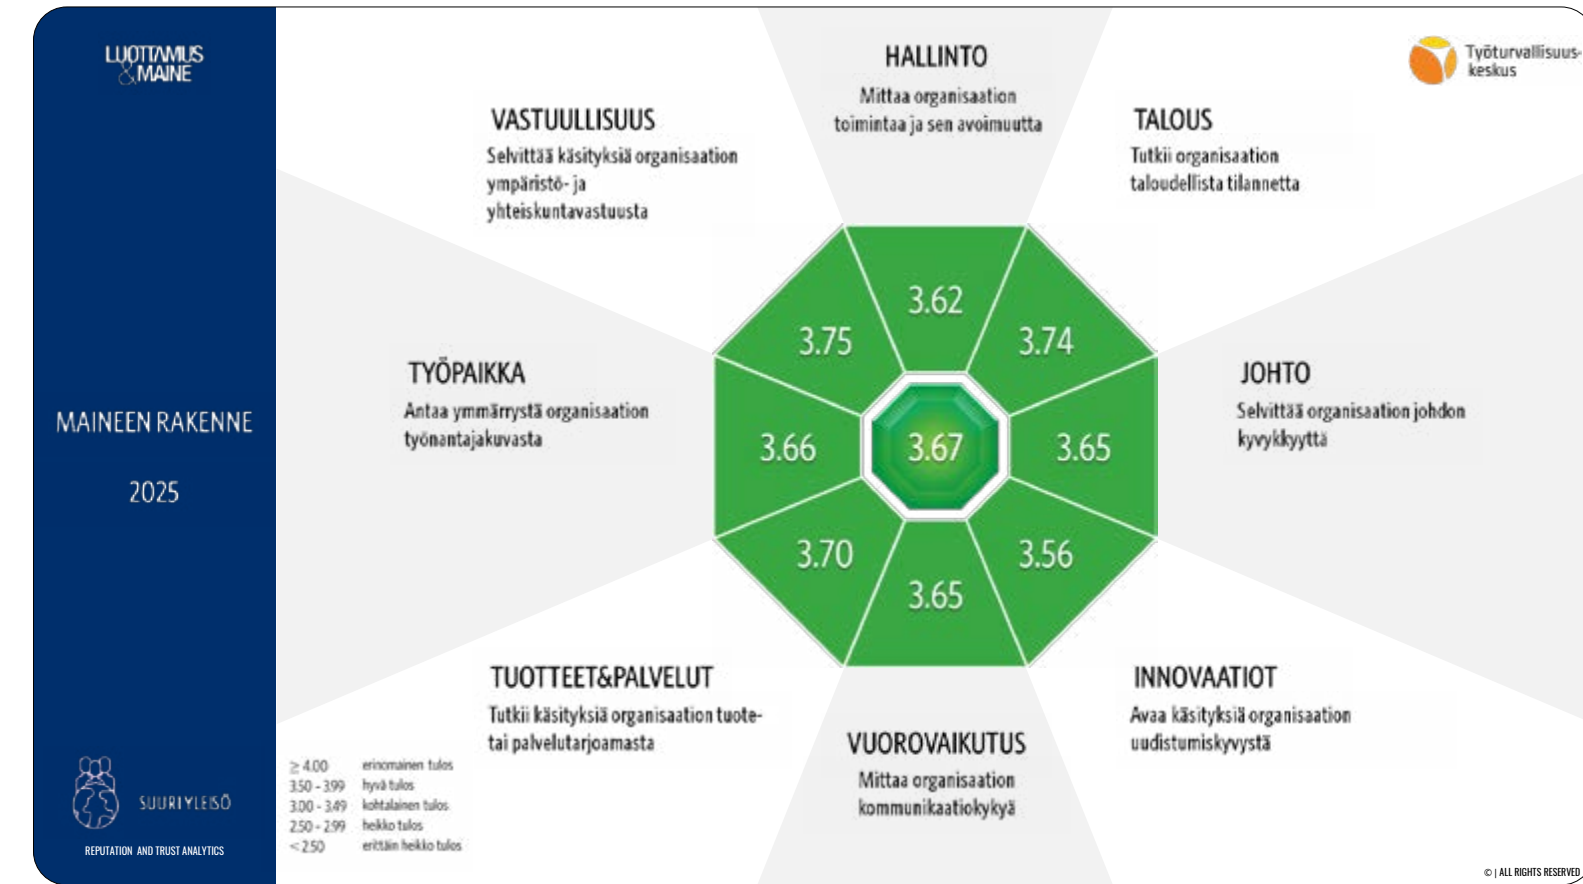 LUOTTAMUS
&MAINE
MAINEEN RAKENNE
2025
SUURI YLEISÖ
REPUTATION AND TRUST ANALYTICS
HALLINTO
Mittaa organisaation
toimintaa ja sen avoimuutta
Työturvallisuus-
keskus
VASTUULLISUUS
Selvittää käsityksiä organisaation
ympäristö- ja
yhteiskuntavastuusta
TALOUS
Tutkii organisaation
taloudellista tilannetta
TYÖPAIKKA
Antaa ymmärrystä organisaation
työnantajakuvasta
JOHTO
Selvittää organisaation johdon
kyvykkyyttä
3.62
3.75
3.74
3.66
3.67
3.65
3.70
3.56
3.65
TUOTTEET&PALVELUT
Tutkii käsityksiä organisaation tuote-
tai palvelutarjoamasta
VUOROVAIKUTUS
Mittaa organisaation
kommunikaatiokykyä
INNOVAATIOT
Avaa käsityksiä organisaation
uudistumiskyvystä
≥ 4.00 erinomainen tulos
3.50 - 3.99 hyvä tulos
3.00 - 3.49 kohtalainen tulos
2.50 - 2.99 heikko tulos
< 2.50 erittäin heikko tulos
© | ALL RIGHTS RESERVED